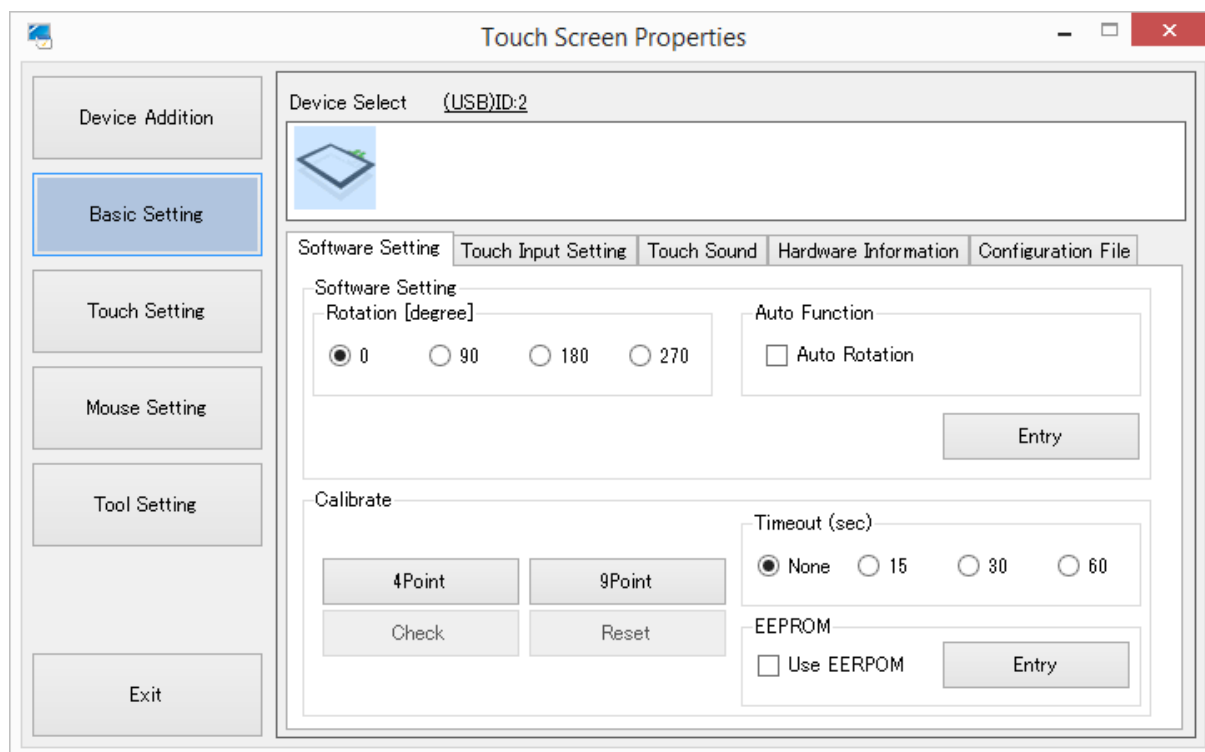 Touch Screen Properties
Device Addition
Basic Setting
Touch Setting
Mouse Setting
Tool Setting
Exit
Device Select (USB)ID:2
Software Setting Touch Input Setting Touch Sound Hardware Information Configuration File
Software Setting
Rotation [degree]
0 90 180 270
Auto Function
Auto Rotation
Entry
Calibrate
4Point 9Point
Check Reset
Timeout (sec)
None 15 30 60
EEPROM
Use EERPOM Entry